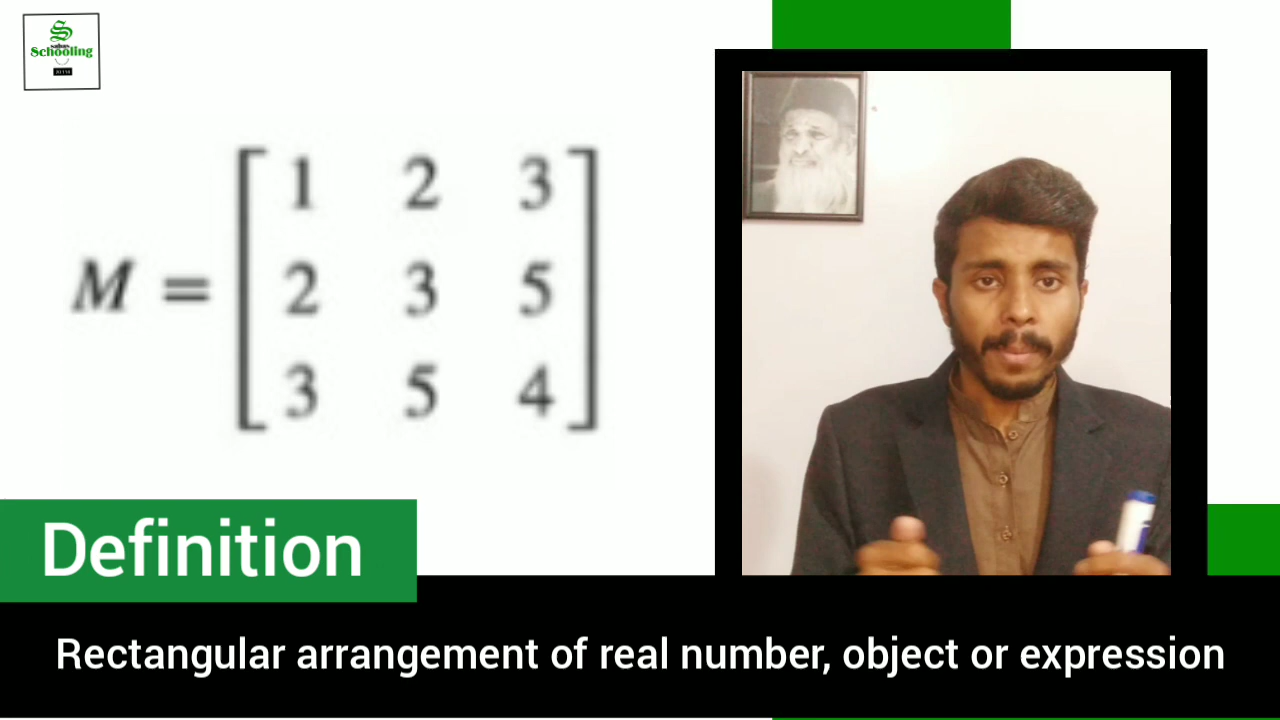 S
Schooling
M = [ 1 2 3
2 3 5
3 5 4 ]
Definition
Rectangular arrangement of real number, object or expression